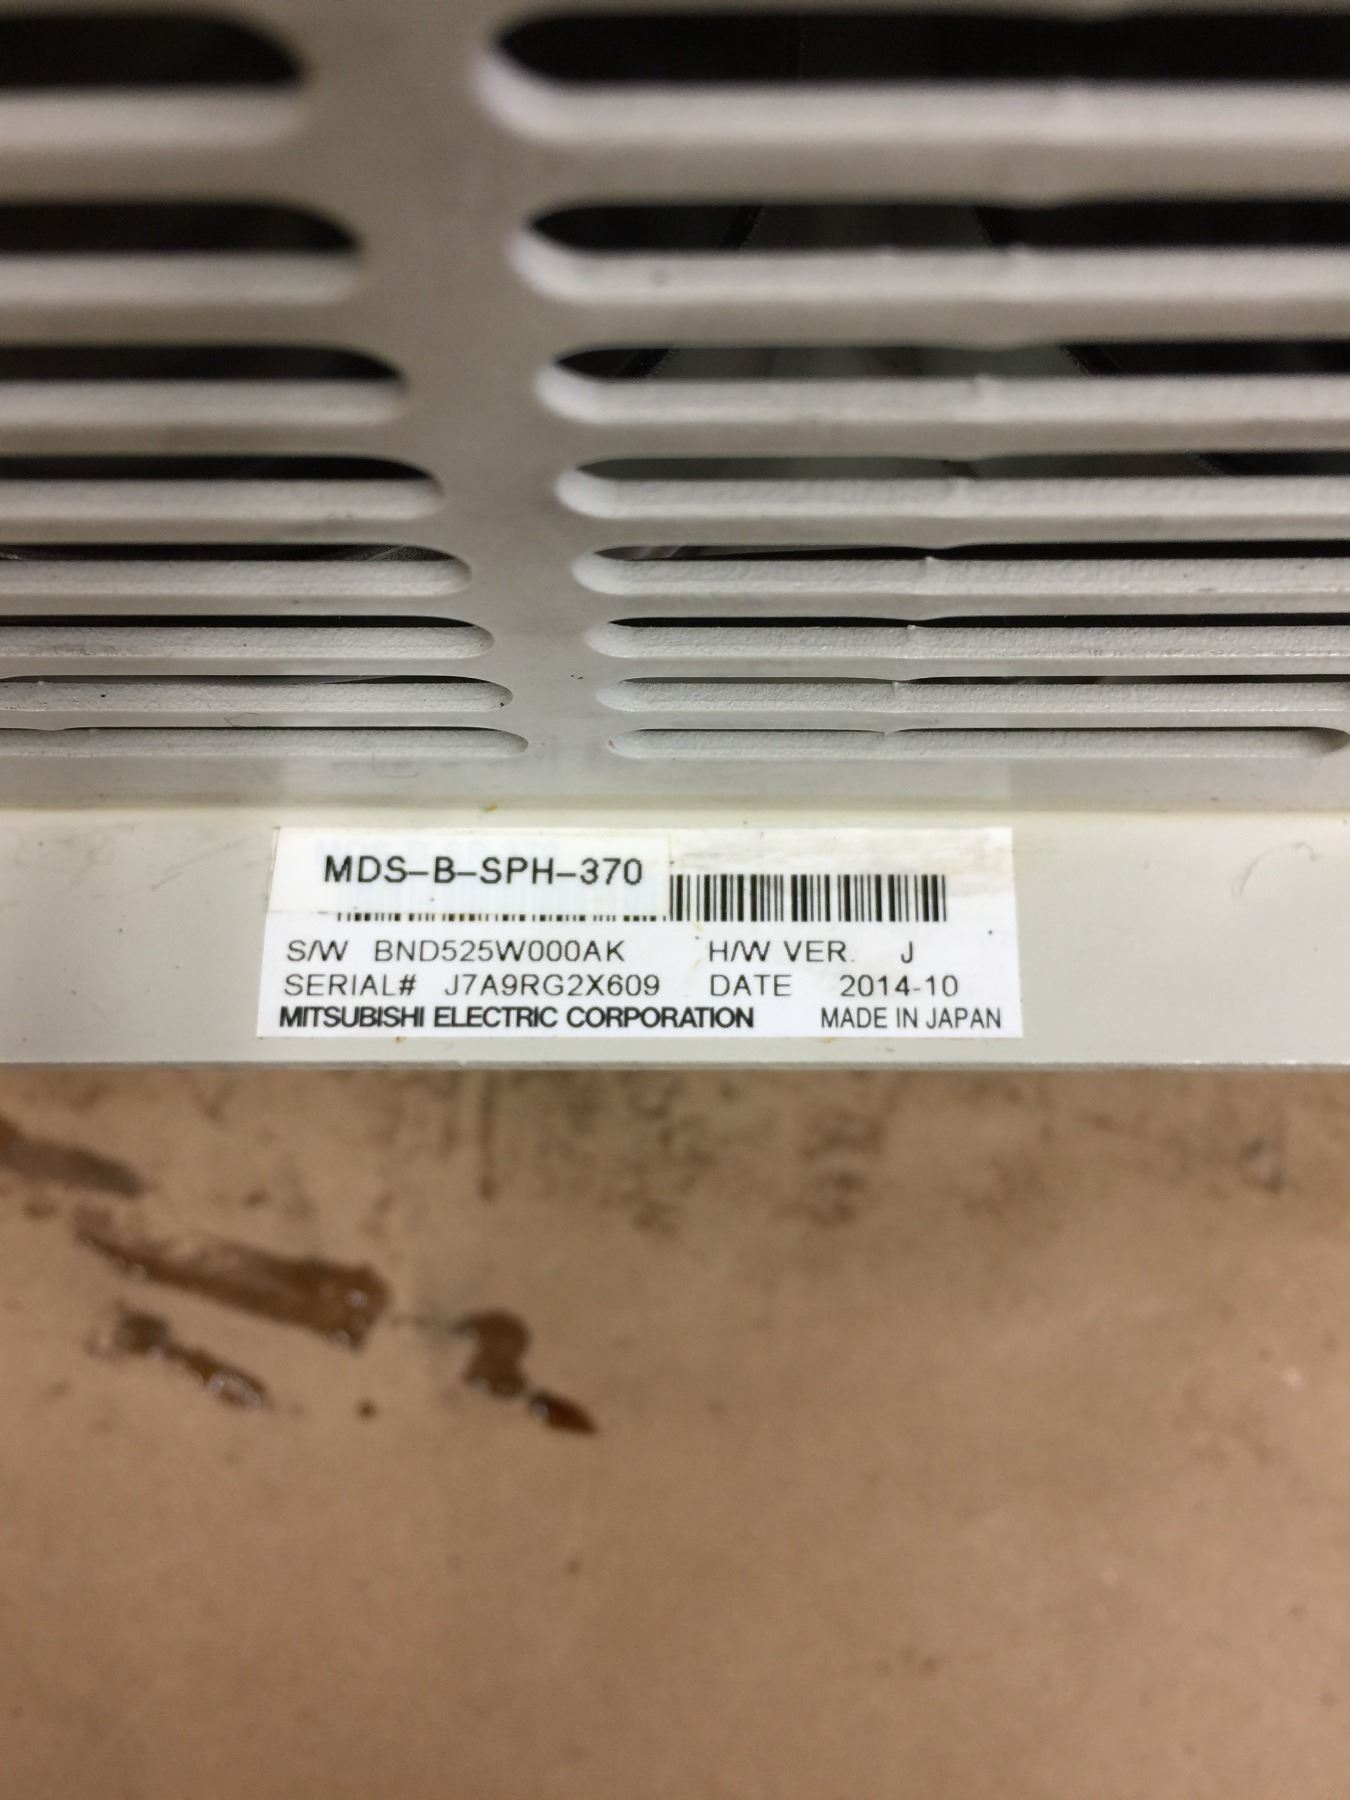 MDS-B-SPH-370
S/W BND525W000AK H/W VER. J
SERIAL# J7A9RG2X609 DATE 2014-10
MITSUBISHI ELECTRIC CORPORATION MADE IN JAPAN